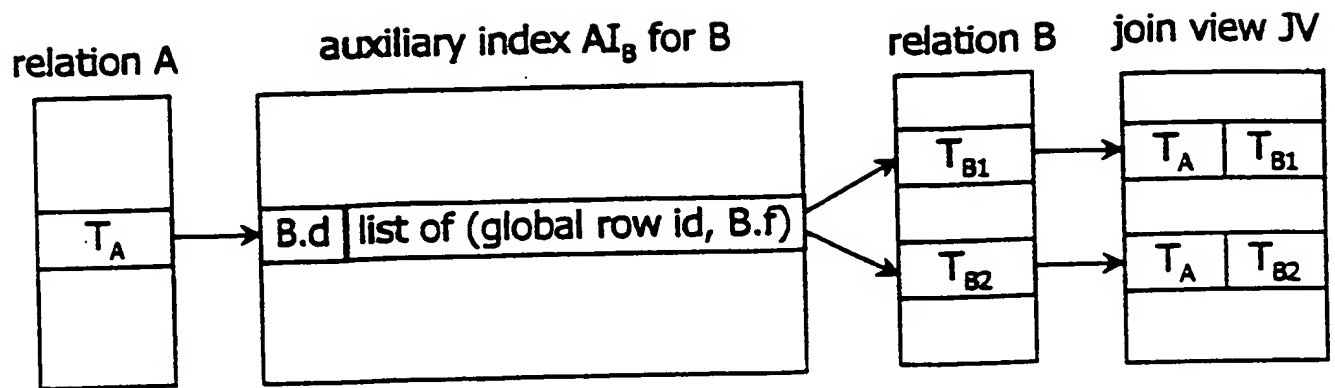 relation A
auxiliary index AI_B for B
relation B
join view JV
T_A
B.d
list of (global row id, B.f)
T_B1
T_B2
T_A
T_B1
T_A
T_B2